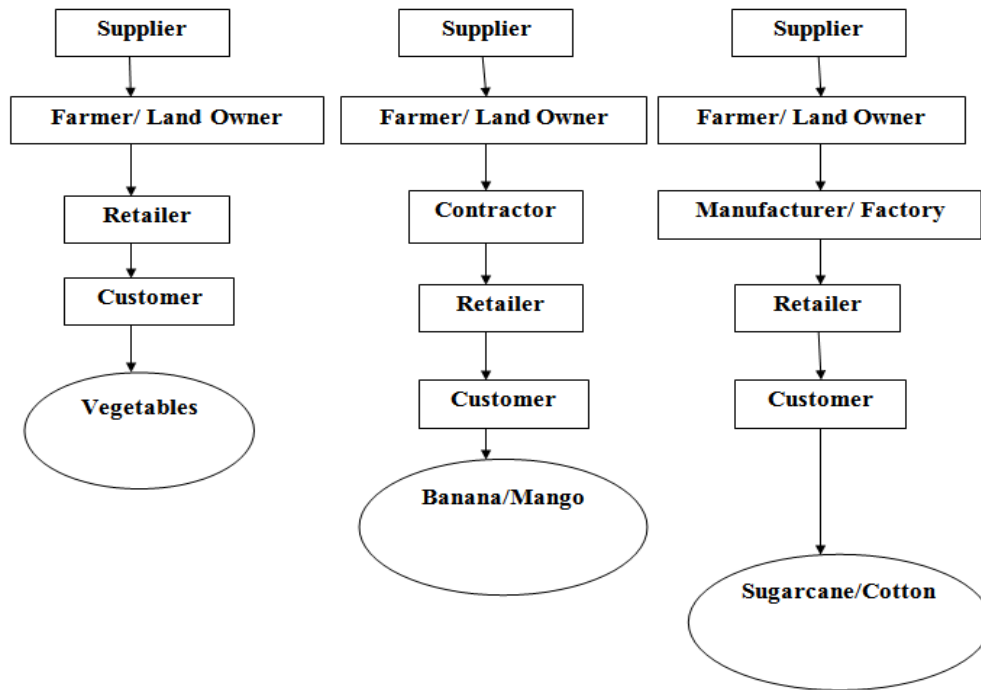 Supplier
Farmer/ Land Owner
Retailer
Customer
Vegetables
Supplier
Farmer/ Land Owner
Contractor
Retailer
Customer
Banana/Mango
Supplier
Farmer/ Land Owner
Manufacturer/ Factory
Retailer
Customer
Sugarcane/Cotton